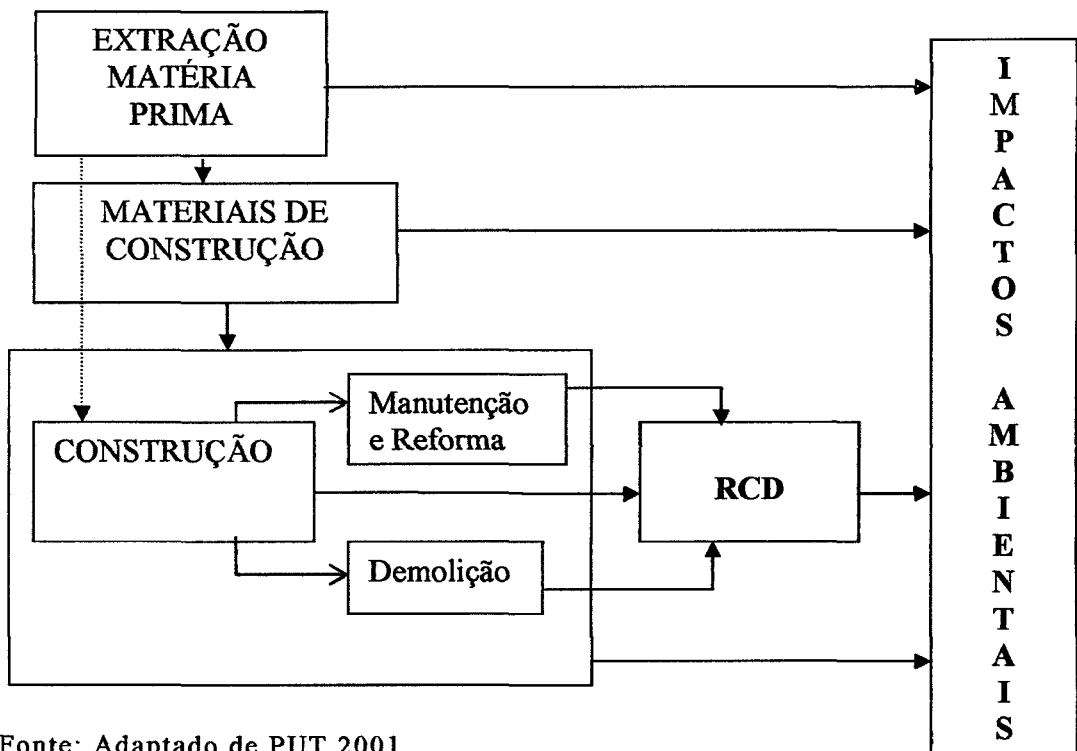 EXTRAÇÃO
MATÉRIA
PRIMA
MATERIAIS DE
CONSTRUÇÃO
CONSTRUÇÃO
Manutenção
e Reforma
Demolição
RCD
I
M
P
A
C
T
O
S
A
M
B
I
E
N
T
A
I
S
Fonte: Adaptado de PUT 2001